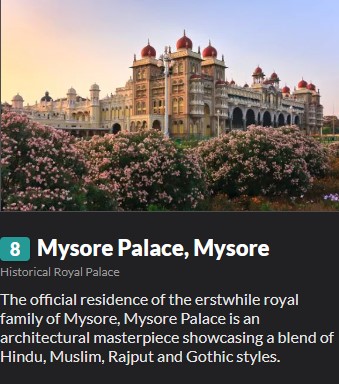 8 Mysore Palace, Mysore
Historical Royal Palace
The official residence of the erstwhile royal
family of Mysore, Mysore Palace is an
architectural masterpiece showcasing a blend of
Hindu, Muslim, Rajput and Gothic styles.